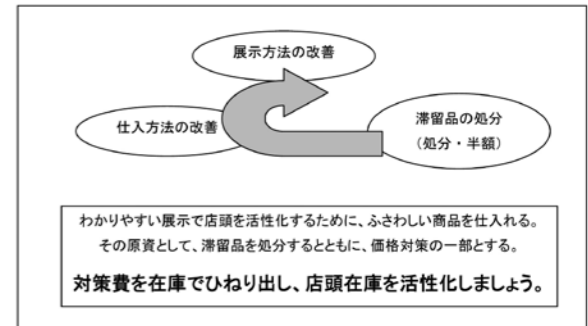 展示方法の改善
仕入方法の改善
滞留品の処分
（処分・半額）
わかりやすい展示で店頭を活性化するために、ふさわしい商品を仕入れる。
その原資として、滞留品を処分するとともに、価格対策の一部とする。
対策費を在庫でひねり出し、店頭在庫を活性化しましょう。